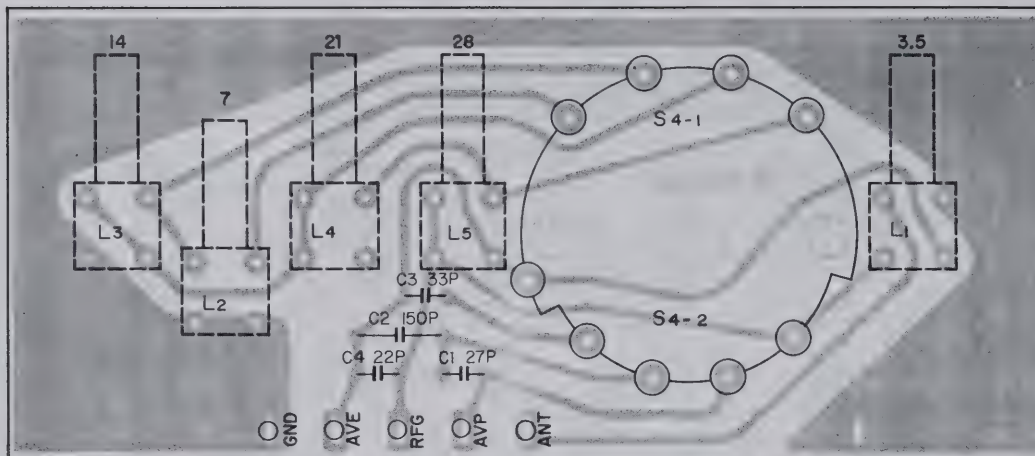 14
21
28
3.5
7
S4-1
L3
L4
L5
L1
L2
C3 33P
S4-2
C2 150P
C4 22P
C1 27P
GND
AVE
RFG
AVP
ANT